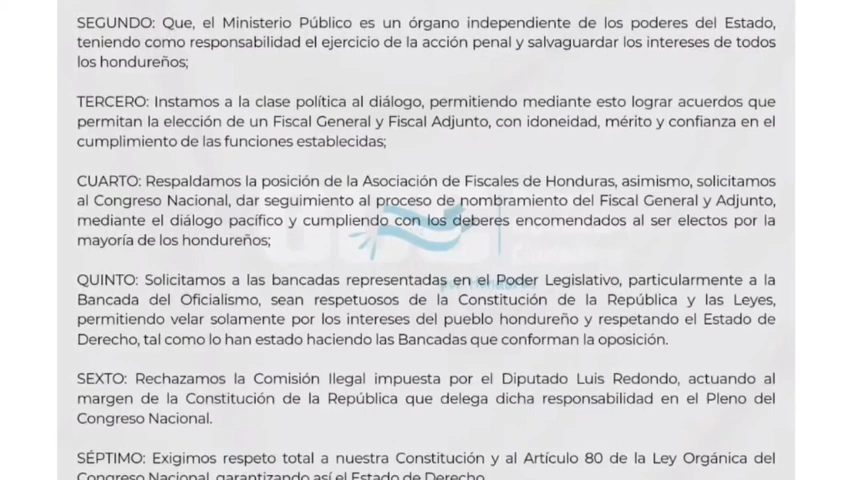 SEGUNDO: Que, el Ministerio Público es un órgano independiente de los poderes del Estado,
teniendo como responsabilidad el ejercicio de la acción penal y salvaguardar los intereses de todos
los hondureños;
TERCERO: Instamos a la clase política al diálogo, permitiendo mediante esto lograr acuerdos que
permitan la elección de un Fiscal General y Fiscal Adjunto, con idoneidad, mérito y confianza en el
cumplimiento de las funciones establecidas;
CUARTO: Respaldamos la posición de la Asociación de Fiscales de Honduras, asimismo, solicitamos
al Congreso Nacional, dar seguimiento al proceso de nombramiento del Fiscal General y Adjunto,
mediante el diálogo pacífico y cumpliendo con los deberes encomendados al ser electos por la
mayoría de los hondureños;
QUINTO: Solicitamos a las bancadas representadas en el Poder Legislativo, particularmente a la
Bancada del Oficialismo, sean respetuosos de la Constitución de la República y las Leyes,
permitiendo velar solamente por los intereses del pueblo hondureño y respetando el Estado de
Derecho, tal como lo han estado haciendo las Bancadas que conforman la oposición.
SEXTO: Rechazamos la Comisión Ilegal impuesta por el Diputado Luis Redondo, actuando al
margen de la Constitución de la República que delega dicha responsabilidad en el Pleno del
Congreso Nacional.
SÉPTIMO: Exigimos respeto total a nuestra Constitución y al Artículo 80 de la Ley Orgánica del
Congreso Nacional, garantizando así el Estado de Derecho